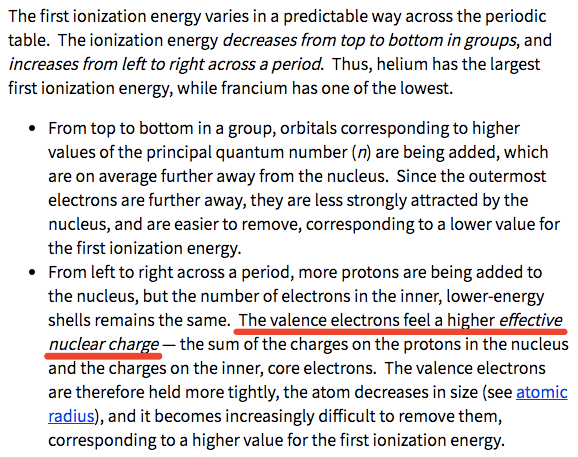 The first ionization energy varies in a predictable way across the periodic
table. The ionization energy decreases from top to bottom in groups, and
increases from left to right across a period. Thus, helium has the largest
first ionization energy, while francium has one of the lowest.
• From top to bottom in a group, orbitals corresponding to higher
values of the principal quantum number (n) are being added, which
are on average further away from the nucleus. Since the outermost
electrons are further away, they are less strongly attracted by the
nucleus, and are easier to remove, corresponding to a lower value for
the first ionization energy.
• From left to right across a period, more protons are being added to
the nucleus, but the number of electrons in the inner, lower-energy
shells remains the same. The valence electrons feel a higher effective
nuclear charge — the sum of the charges on the protons in the nucleus
and the charges on the inner, core electrons. The valence electrons
are therefore held more tightly, the atom decreases in size (see atomic
radius), and it becomes increasingly difficult to remove them,
corresponding to a higher value for the first ionization energy.